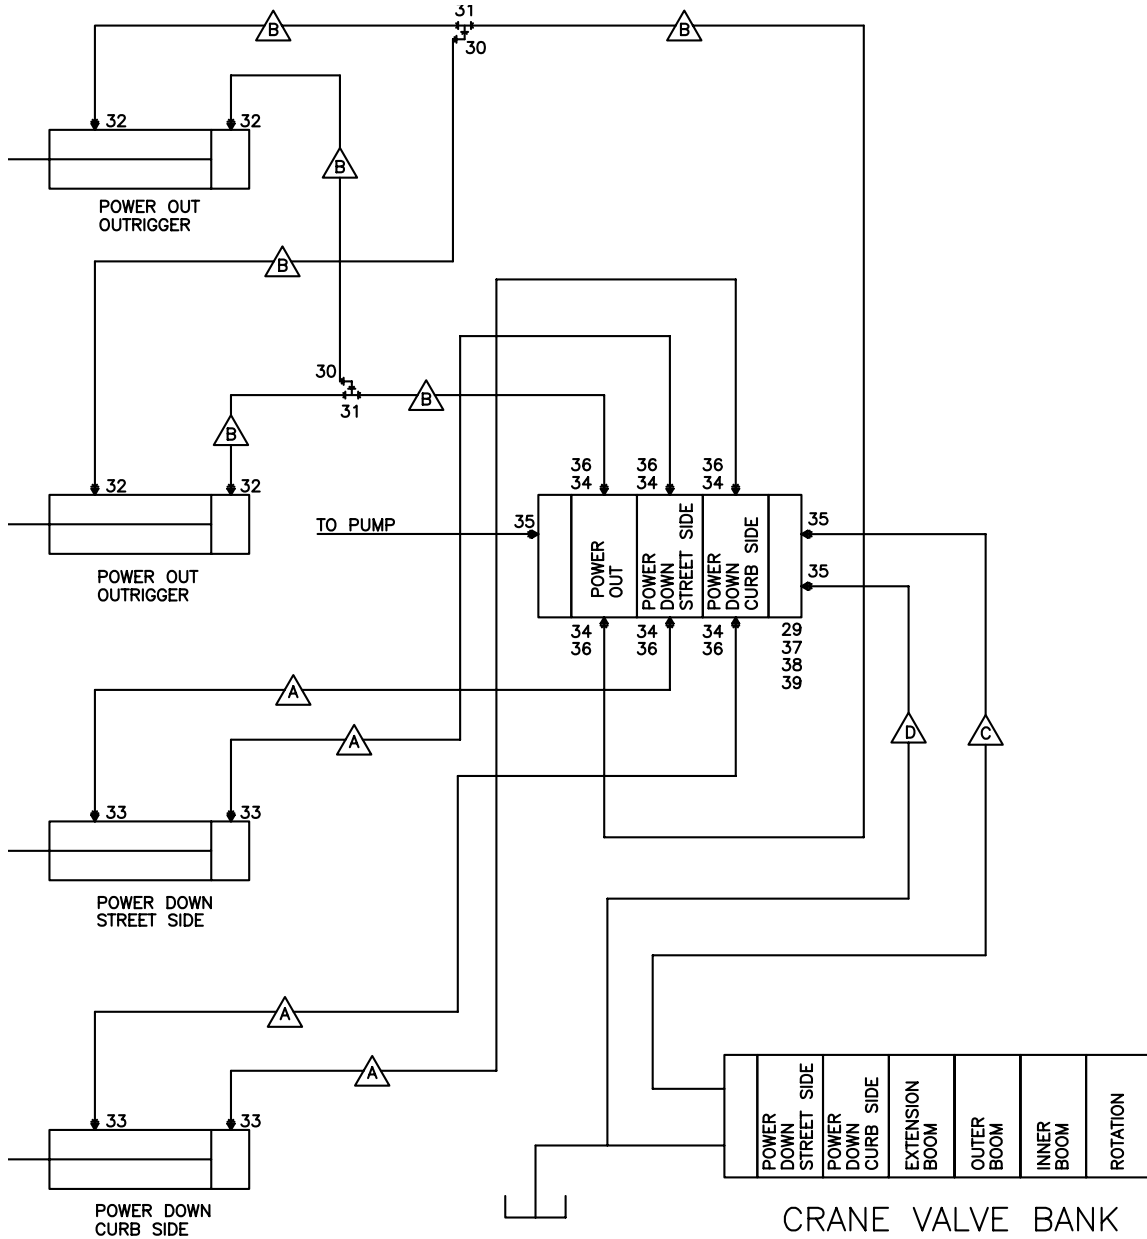 31
B
B
30
32
32
B
POWER OUT
OUTRIGGER
B
30
B
31
B
36
36
36
32
32
34
34
34
TO PUMP
35
35
POWER
OUT
POWER
DOWN
STREET SIDE
POWER
DOWN
CURB SIDE
35
POWER OUT
OUTRIGGER
34
34
34
29
36
36
36
37
38
39
A
A
D
C
33
33
POWER DOWN
STREET SIDE
A
A
33
33
POWER DOWN
CURB SIDE
POWER
DOWN
STREET SIDE
POWER
DOWN
CURB SIDE
EXTENSION
BOOM
OUTER
BOOM
INNER
BOOM
ROTATION
CRANE VALVE BANK